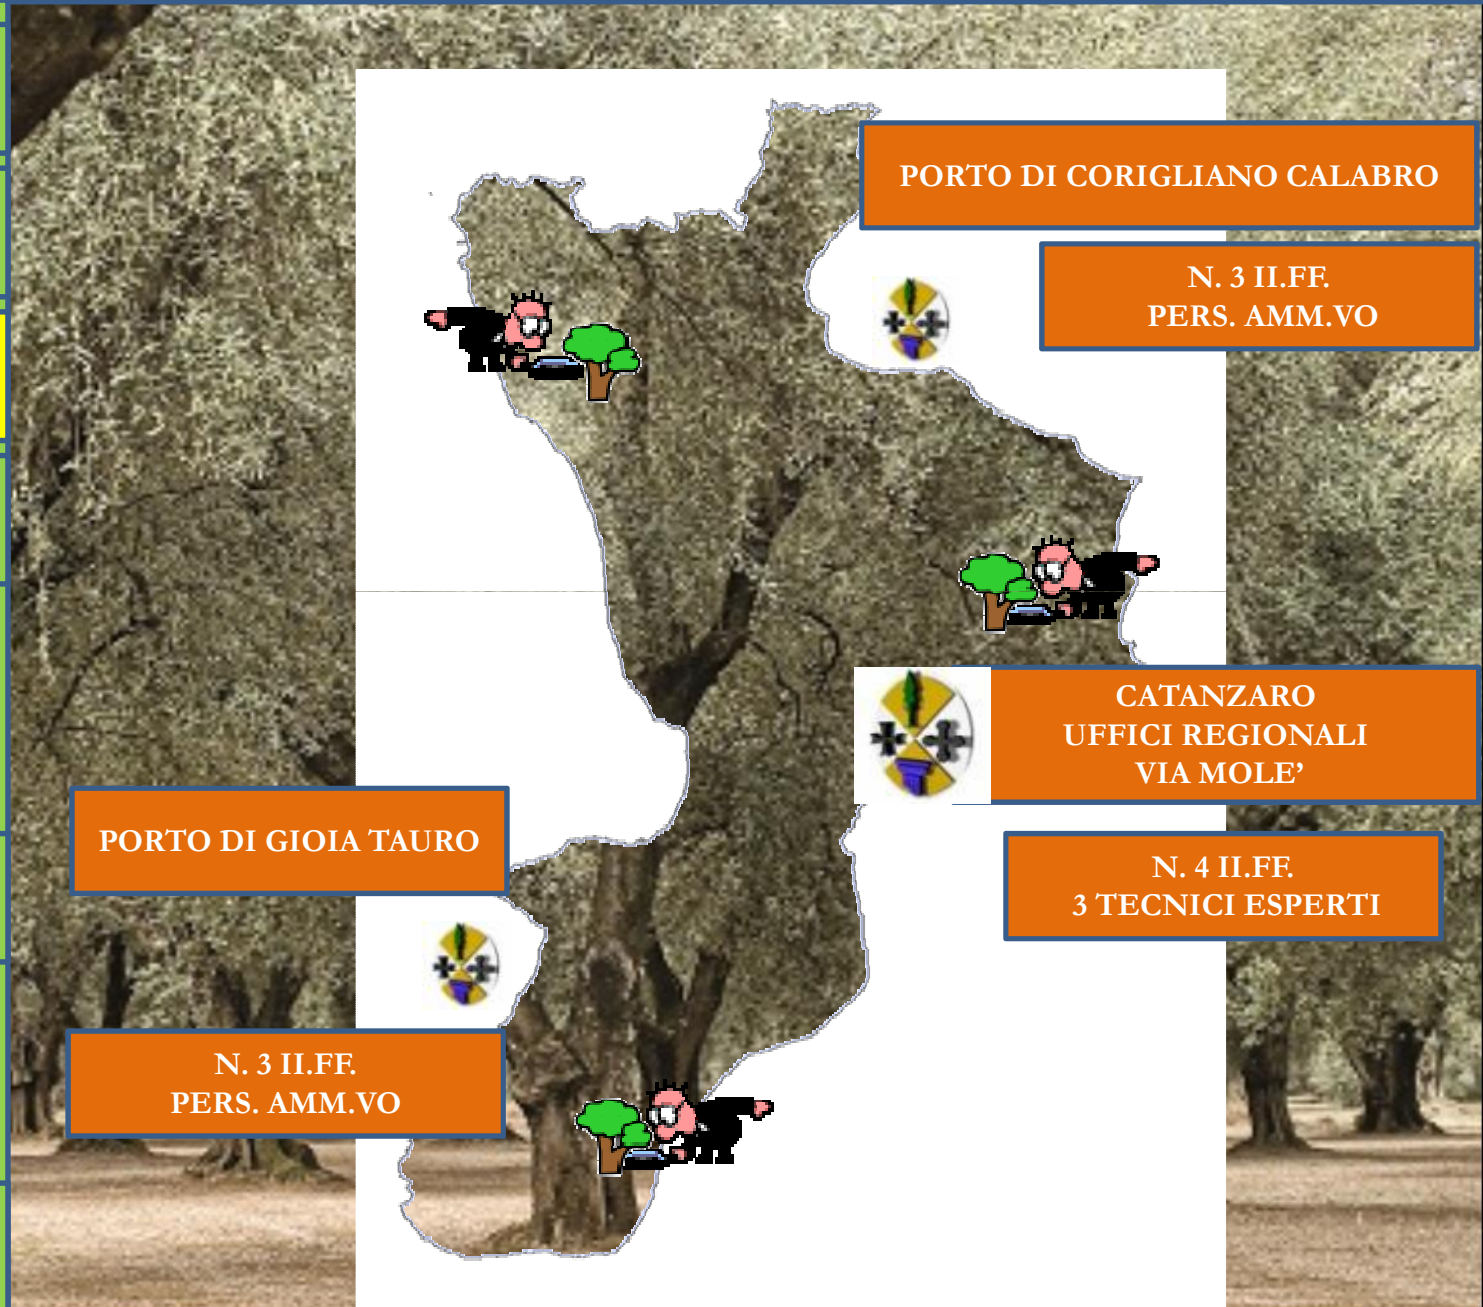 PORTO DI CORIGLIANO CALABRO
N. 3 II.FF.
PERS. AMM.VO
CATANZARO
UFFICI REGIONALI
VIA MOLE’
N. 4 II.FF.
3 TECNICI ESPERTI
PORTO DI GIOIA TAURO
N. 3 II.FF.
PERS. AMM.VO